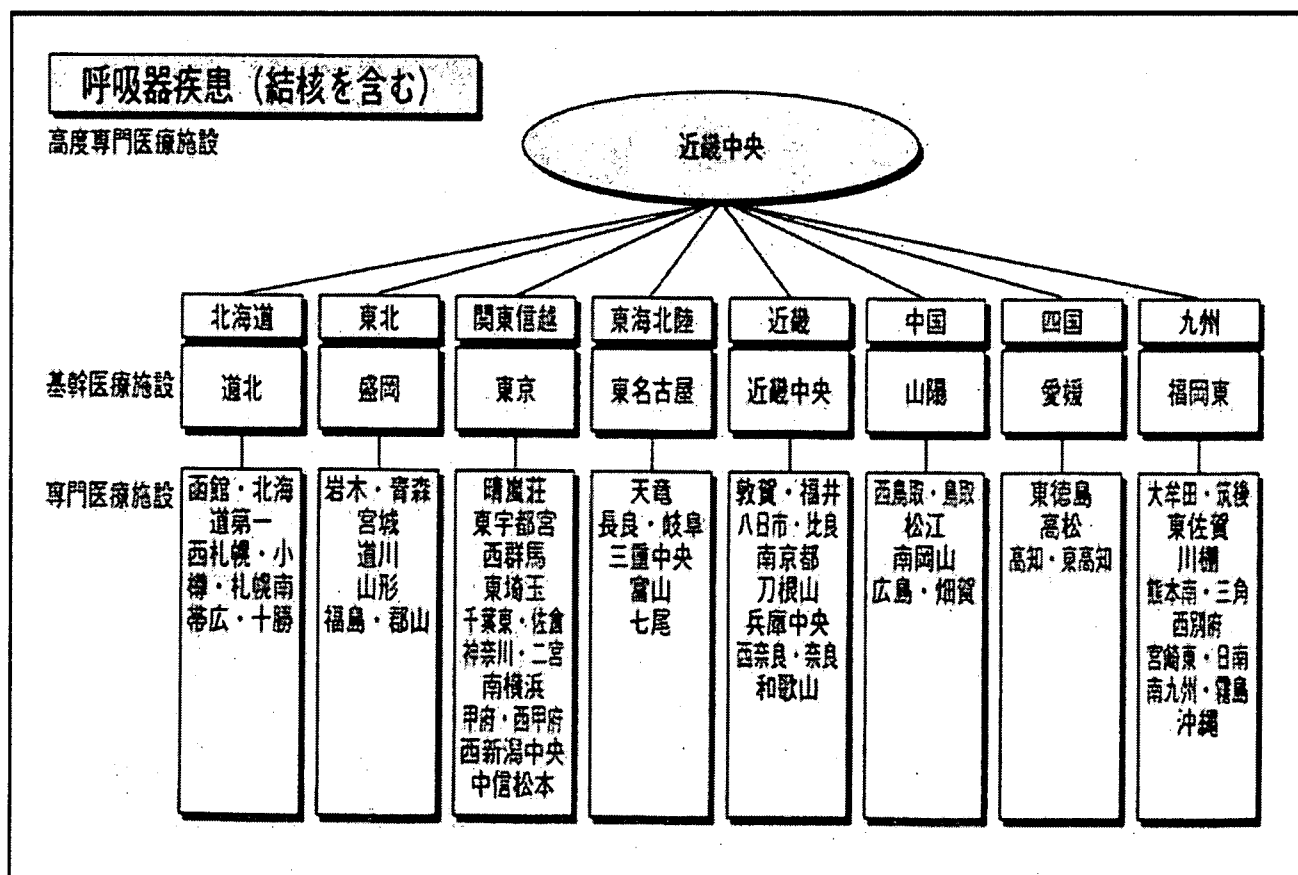 呼吸器疾患（結核を含む）
高度専門医療施設
近畿中央
北海道
東北
関東信越
東海北陸
近畿
中国
四国
九州
基幹医療施設
道北
盛岡
東京
東名古屋
近畿中央
山陽
愛媛
福岡東
専門医療施設
函館・北海
道第一
西札幌・小
樽・札幌南
帯広・十勝
岩木・青森
宮城
道川
山形
福島・郡山
晴嵐荘
東宇都宮
西群馬
東埼玉
千葉東・佐倉
神奈川・二宮
南横浜
甲府・西甲府
西新潟中央
中信松本
天竜
長良・岐阜
三重中央
富山
七尾
敦賀・福井
八日市・比良
南京都
刀根山
兵庫中央
西奈良・奈良
和歌山
西鳥取・鳥取
松江
南岡山
広島・畑賀
東徳島
高松
高知・東高知
大牟田・筑後
東佐賀
川棚
熊本南・三角
西別府
宮崎東・日南
南九州・霧島
沖縄